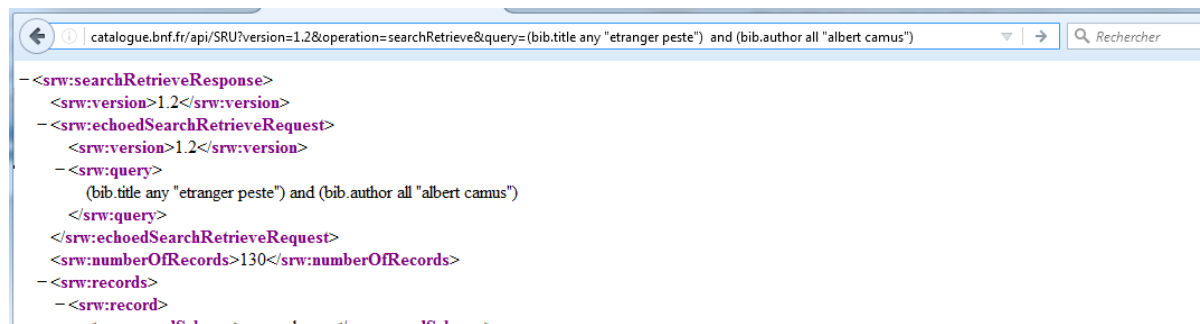 catalogue.bnf.fr/api/SRU?version=1.2&operation=searchRetrieve&query=(bib.title any "etranger peste")  and (bib.author all "albert camus")
Rechercher
−<srw:searchRetrieveResponse>
<srw:version>1.2</srw:version>
−<srw:echoedSearchRetrieveRequest>
<srw:version>1.2</srw:version>
−<srw:query>
(bib.title any "etranger peste") and (bib.author all "albert camus")
</srw:query>
</srw:echoedSearchRetrieveRequest>
<srw:numberOfRecords>130</srw:numberOfRecords>
−<srw:records>
−<srw:record>